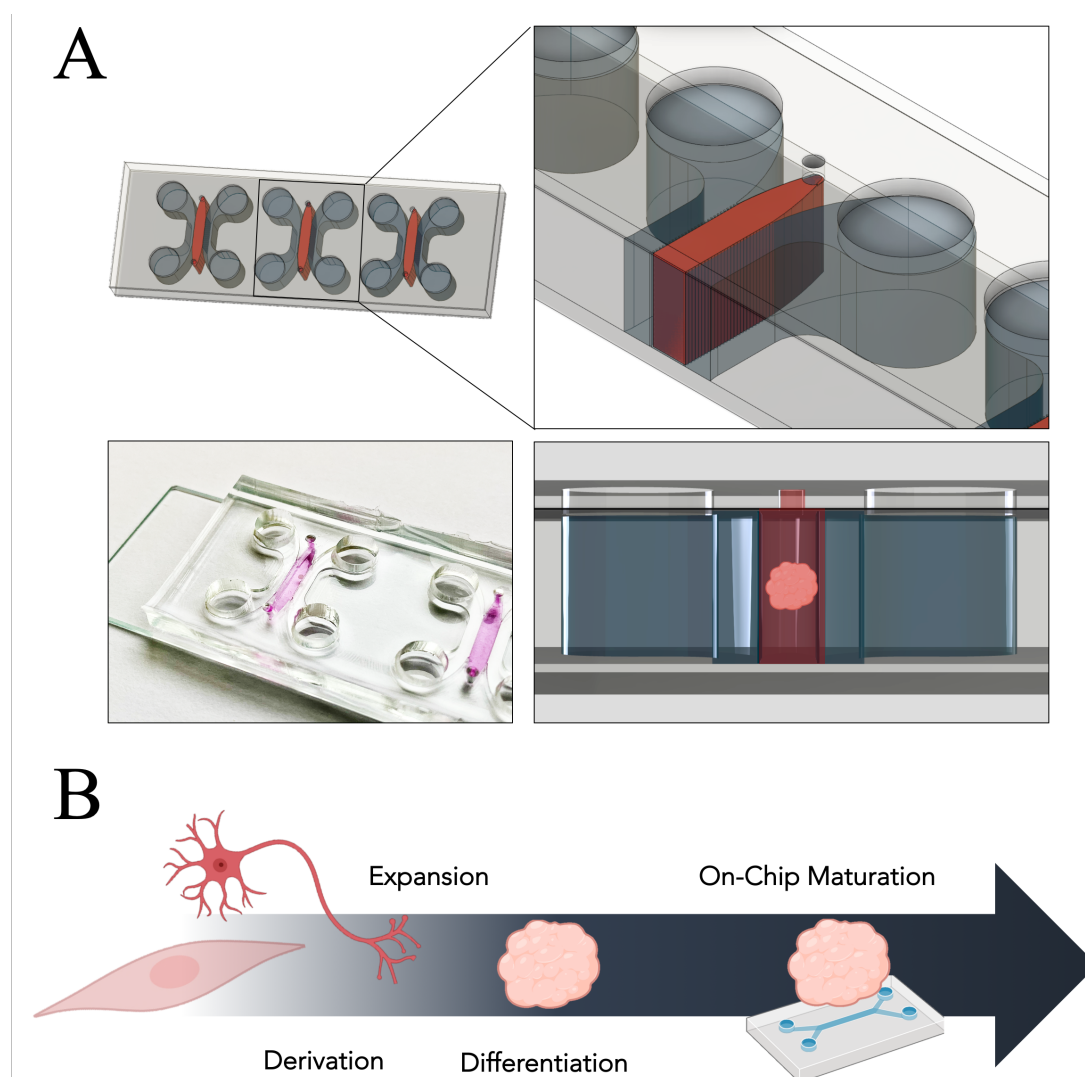 A
B
Expansion
On-Chip Maturation
Derivation
Differentiation